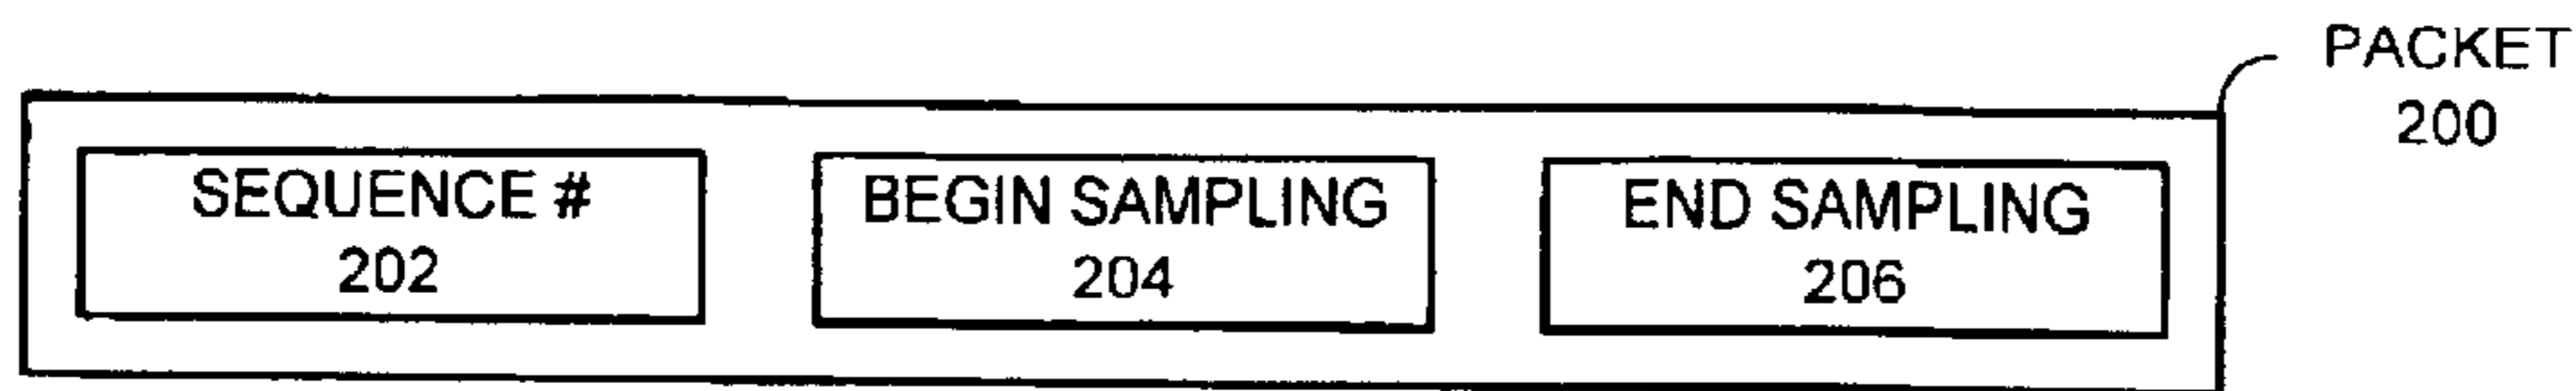 PACKET
200
SEQUENCE #
202
BEGIN SAMPLING
204
END SAMPLING
206